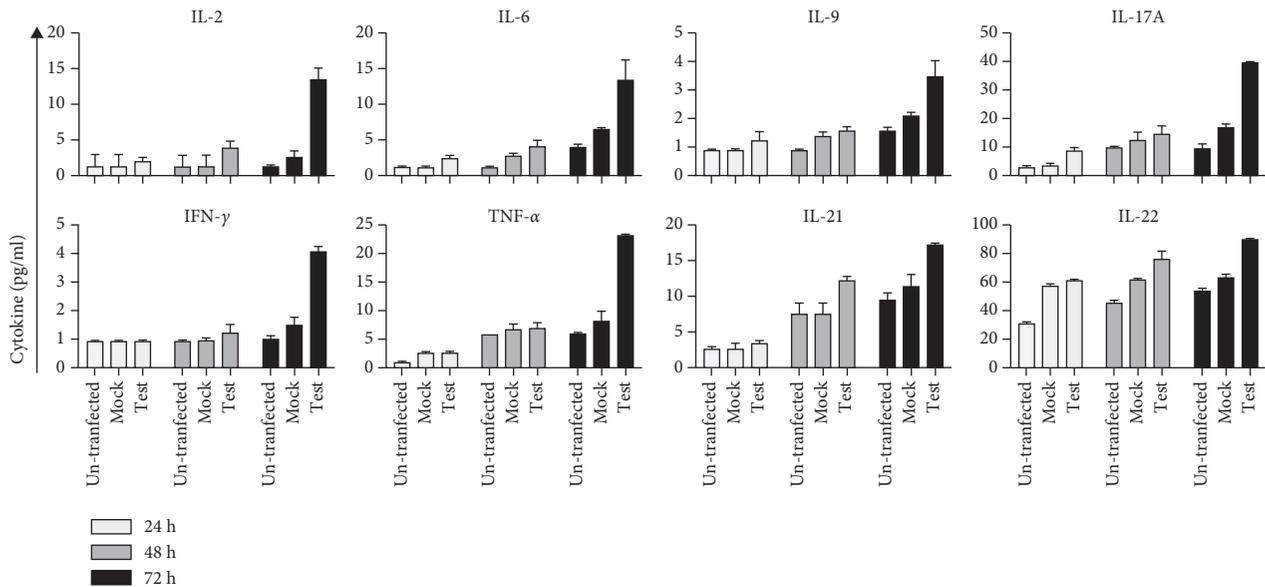 IL-2
20
15
10
5
0
IL-6
20
15
10
5
0
IL-9
5
4
3
2
1
0
IL-17A
50
40
30
20
10
0
Cytokine (pg/ml)
IFN-γ
5
4
3
2
1
0
Un-tranfected
Mock
Test
Un-tranfected
Mock
Test
Un-tranfected
Mock
Test
TNF-α
25
20
15
10
5
0
Un-tranfected
Mock
Test
Un-tranfected
Mock
Test
Un-tranfected
Mock
Test
IL-21
20
15
10
5
0
Un-tranfected
Mock
Test
Un-tranfected
Mock
Test
Un-tranfected
Mock
Test
IL-22
100
80
60
40
20
0
Un-tranfected
Mock
Test
Un-tranfected
Mock
Test
Un-tranfected
Mock
Test
24 h
48 h
72 h